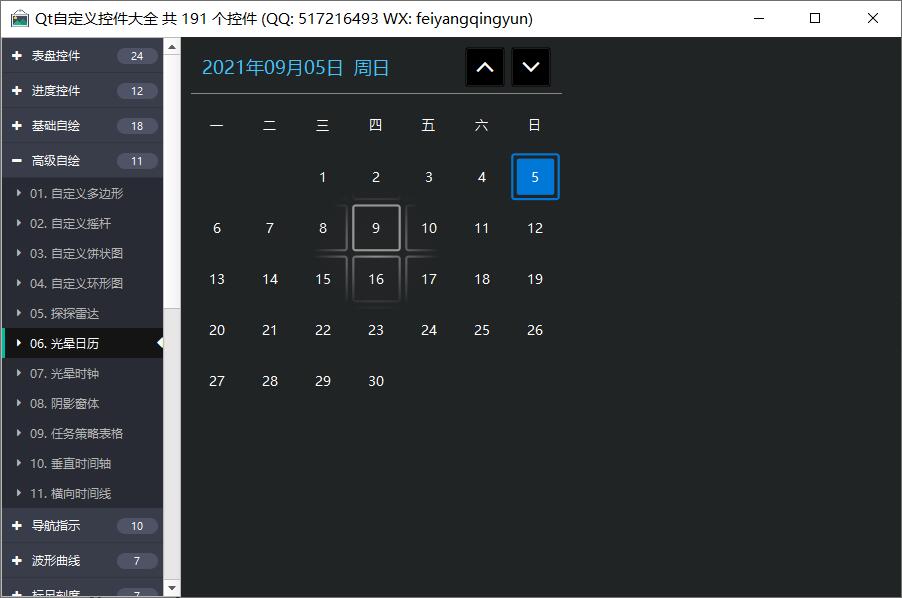 Qt自定义控件大全 共 191 个控件 (QQ: 517216493 WX: feiyangqingyun)
表盘控件 24
进度控件 12
基础自绘 18
高级自绘 11
01. 自定义多边形
02. 自定义摇杆
03. 自定义饼状图
04. 自定义环形图
05. 探探雷达
06. 光晕日历
07. 光晕时钟
08. 阴影窗体
09. 任务策略表格
10. 垂直时间轴
11. 横向时间线
导航指示 10
波形曲线 7
标尺刻度 7
2021年09月05日 周日
一 二 三 四 五 六 日
1 2 3 4 5
6 7 8 9 10 11 12
13 14 15 16 17 18 19
20 21 22 23 24 25 26
27 28 29 30